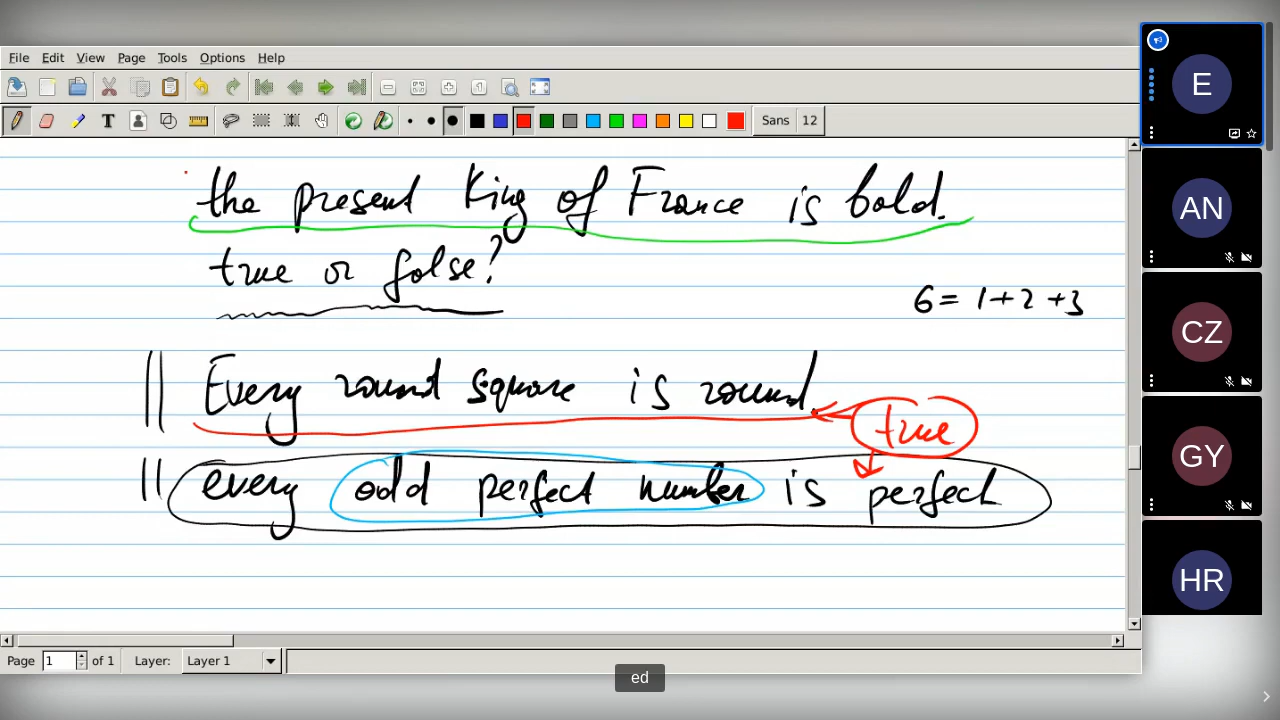 File Edit View Page Tools Options Help
Sans 12
the present King of France is bald.
true or false?
6 = 1+2+3
Every round square is round.
true
every odd perfect number is perfect
Page 1 of 1 Layer: Layer 1
ed
E
AN
CZ
GY
HR